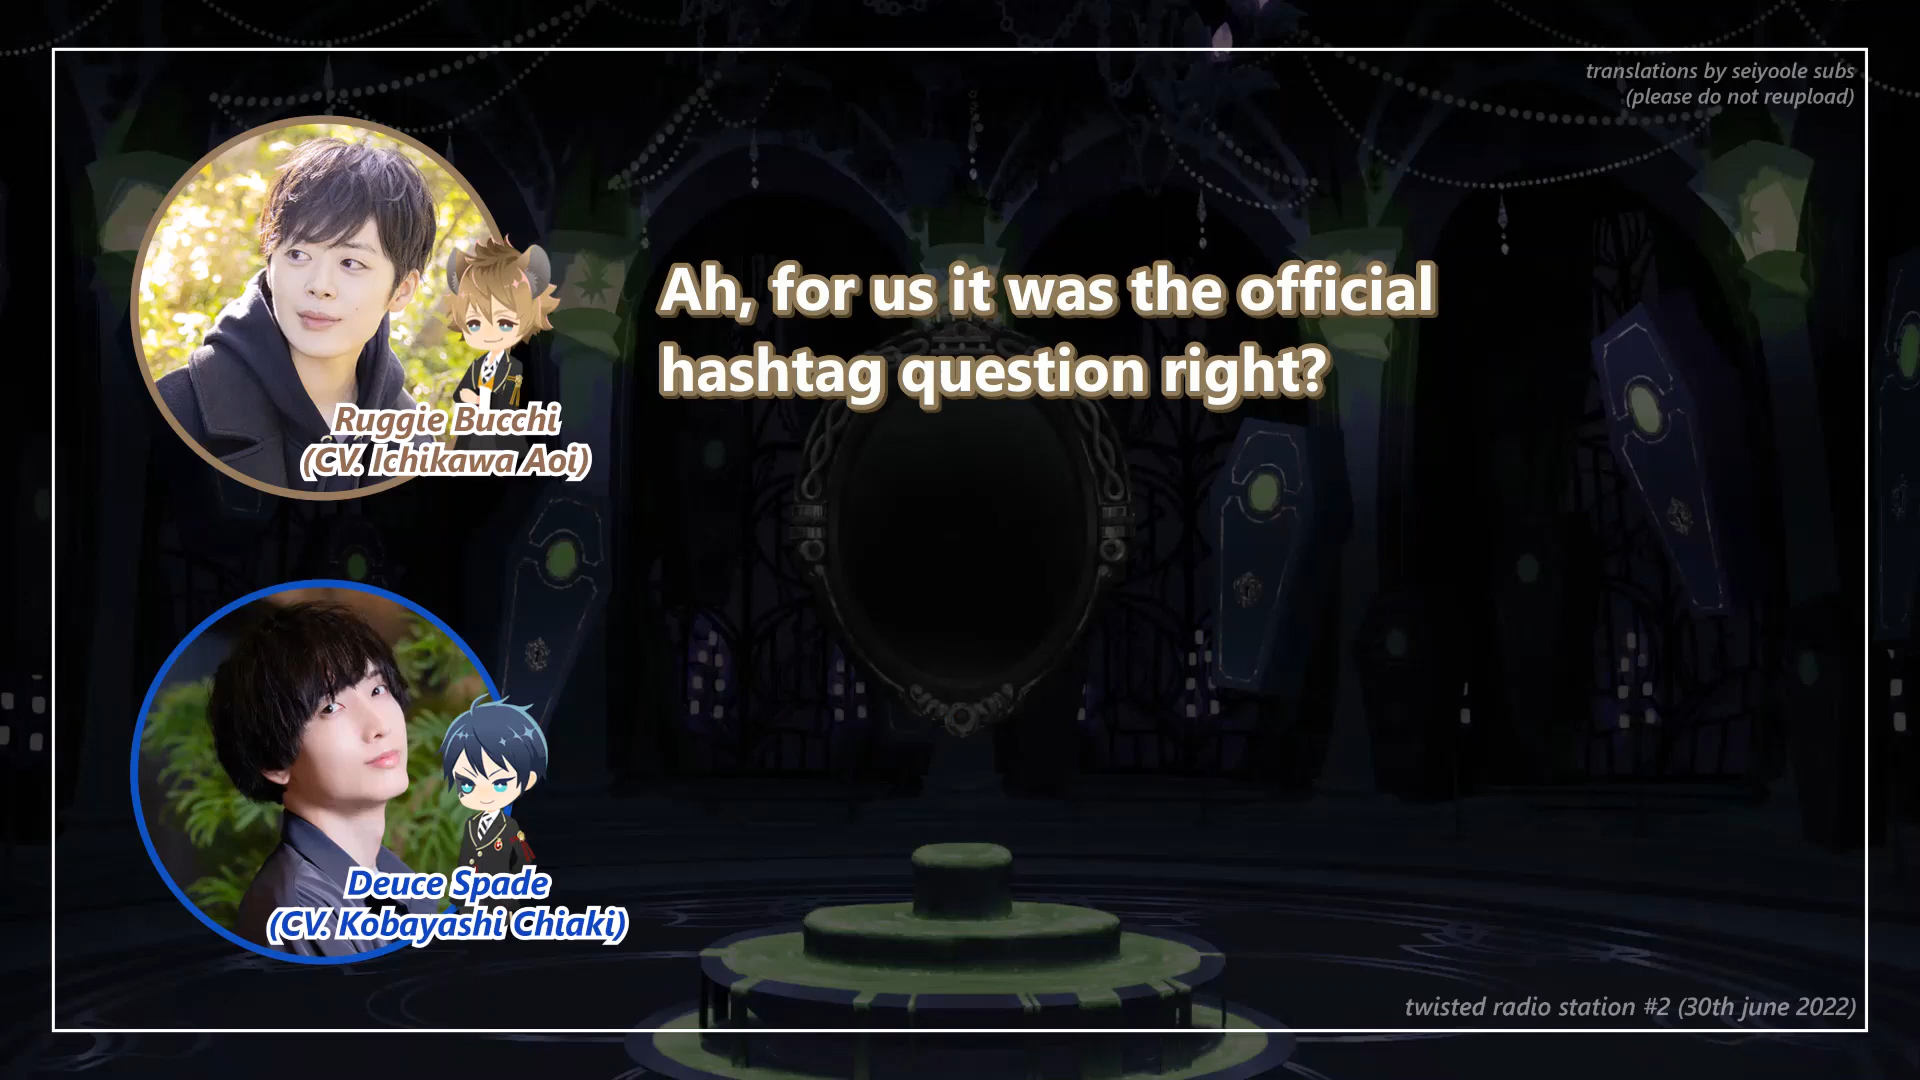 translations by seiyoole subs
(please do not reupload)
Ah, for us it was the official
hashtag question right?
Ruggie Bucchi
(CV. Ichikawa Aoi)
Deuce Spade
(CV. Kobayashi Chiaki)
twisted radio station #2 (30th june 2022)